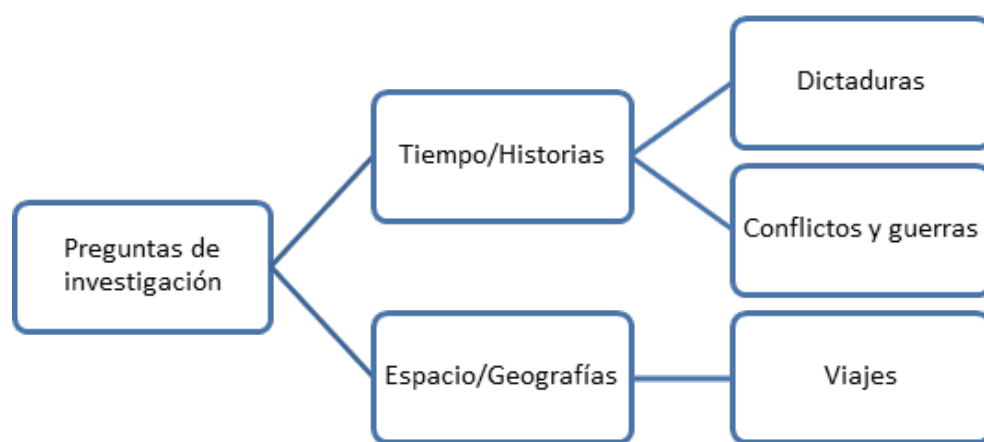 Preguntas de
investigación
Tiempo/Historias
Dictaduras
Conflictos y guerras
Espacio/Geografías
Viajes